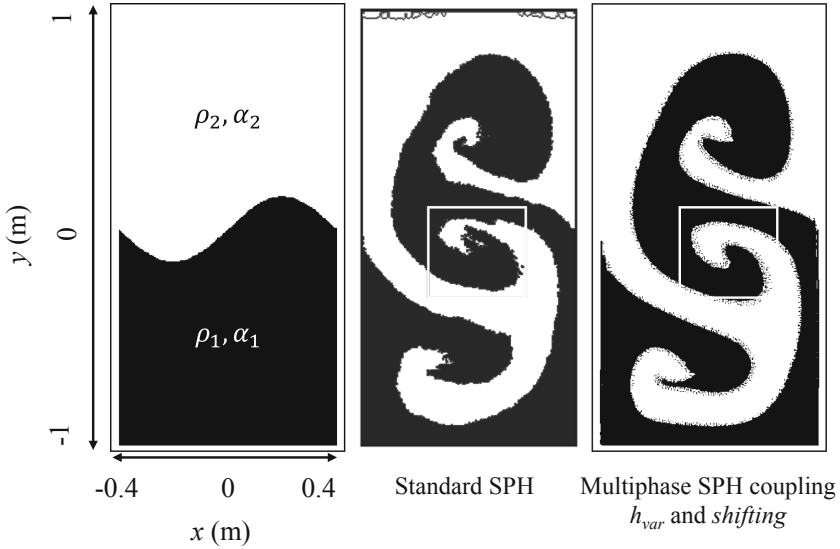 1
ρ₂, α₂
0
y (m)
ρ₁, α₁
-1
-0.4 0 0.4
x (m)
Standard SPH
Multiphase SPH coupling
h_var and shifting